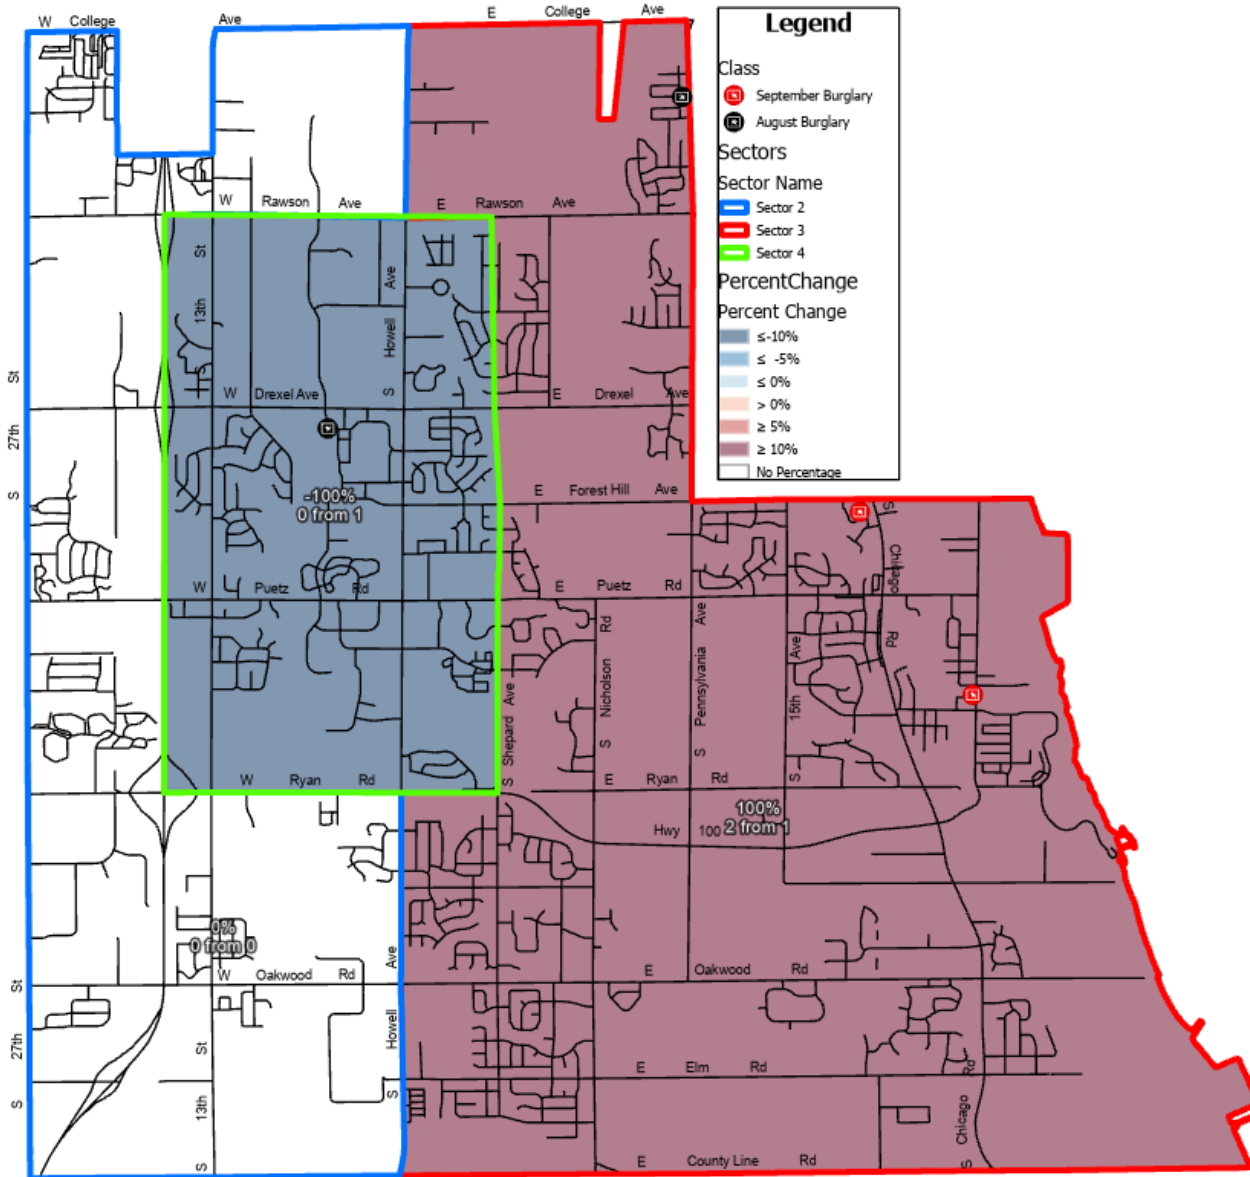 W College Ave
E College Ave
Legend
Class
September Burglary
August Burglary
Sectors
Sector Name
Sector 2
Sector 3
Sector 4
PercentChange
Percent Change
≤-10%
≤ -5%
≤ 0%
> 0%
≥ 5%
≥ 10%
No Percentage
W Rawson Ave
E Rawson Ave
S 13th St
S Howell Ave
S 27th St
W Drexel Ave
E Drexel Ave
-100%
0 from 1
E Forest Hill Ave
S Chicago Rd
W Puetz Rd
E Puetz Rd
S Shepard Ave
S Nicholson Rd
S Pennsylvania Ave
S 15th Ave
W Ryan Rd
E Ryan Rd
100%
2 from 1
Hwy 100
0%
0 from 0
W Oakwood Rd
E Oakwood Rd
S 27th St
S 13th St
S Howell Ave
E Elm Rd
S Chicago Rd
E County Line Rd